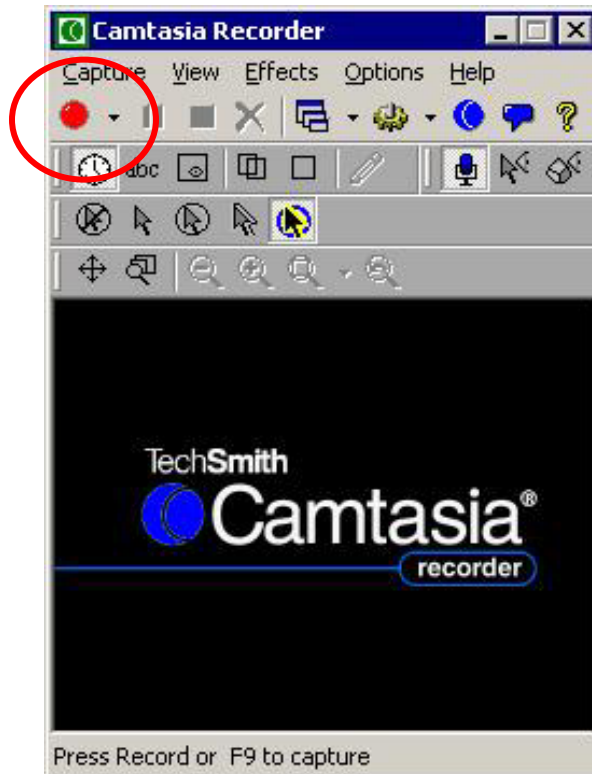 Camtasia Recorder
Capture View Effects Options Help
abc
TechSmith
Camtasia®
recorder
Press Record or F9 to capture